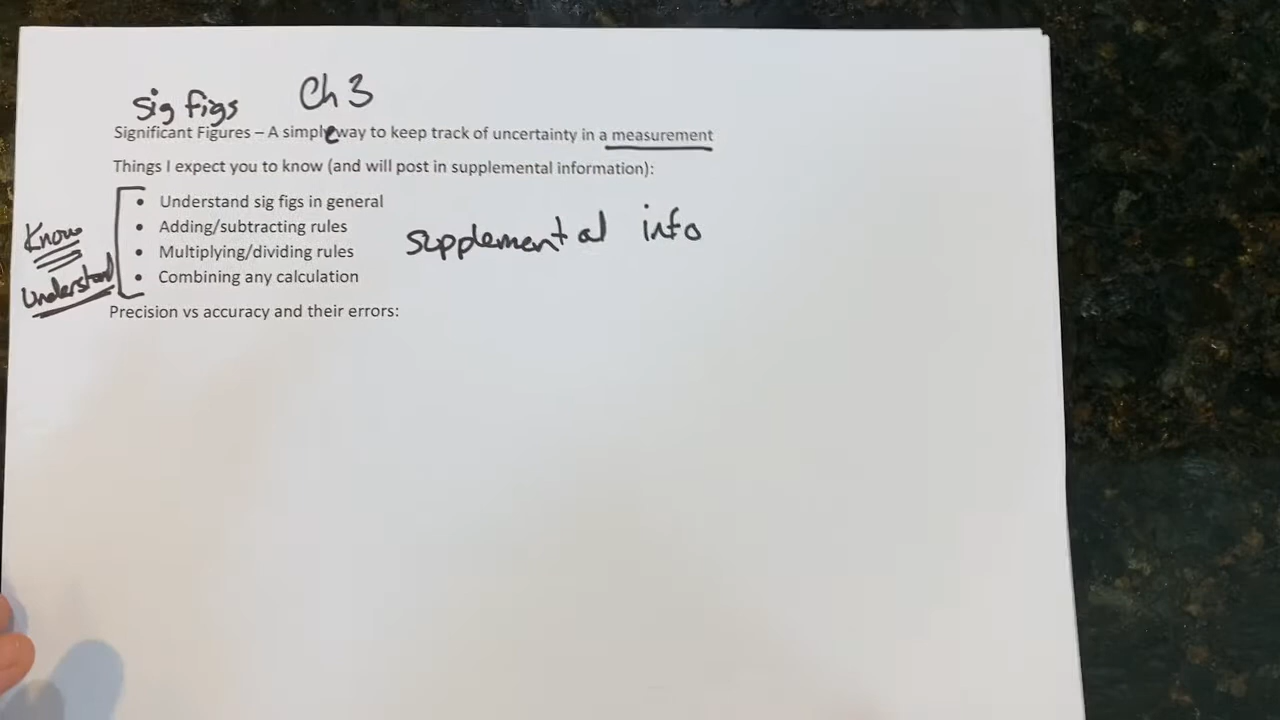 Sig figs Ch 3
Significant Figures – A simple way to keep track of uncertainty in a measurement
Things I expect you to know (and will post in supplemental information):
• Understand sig figs in general
• Adding/subtracting rules
Know
supplemental info
• Multiplying/dividing rules
Understand
• Combining any calculation
Precision vs accuracy and their errors: